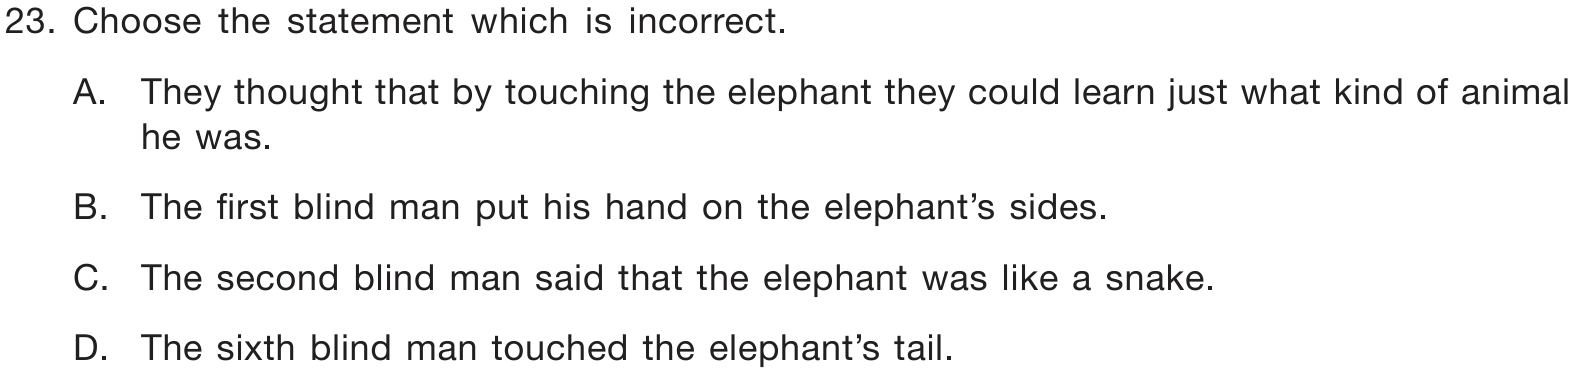 23. Choose the statement which is incorrect.
A. They thought that by touching the elephant they could learn just what kind of animal
he was.
B. The first blind man put his hand on the elephant’s sides.
C. The second blind man said that the elephant was like a snake.
D. The sixth blind man touched the elephant’s tail.